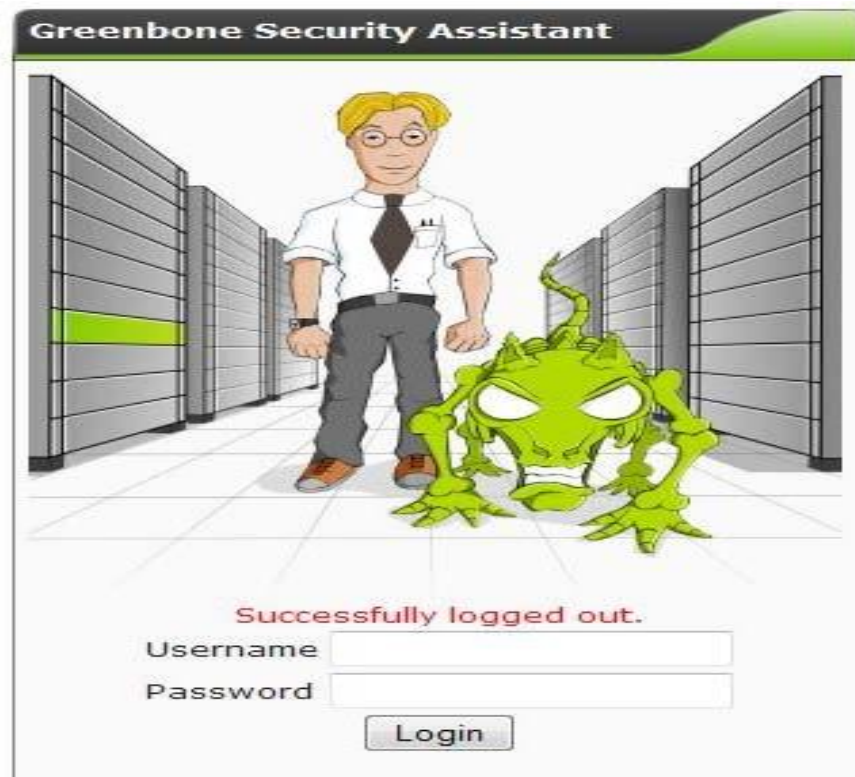 Greenbone Security Assistant
Successfully logged out.
Username
Password
Login